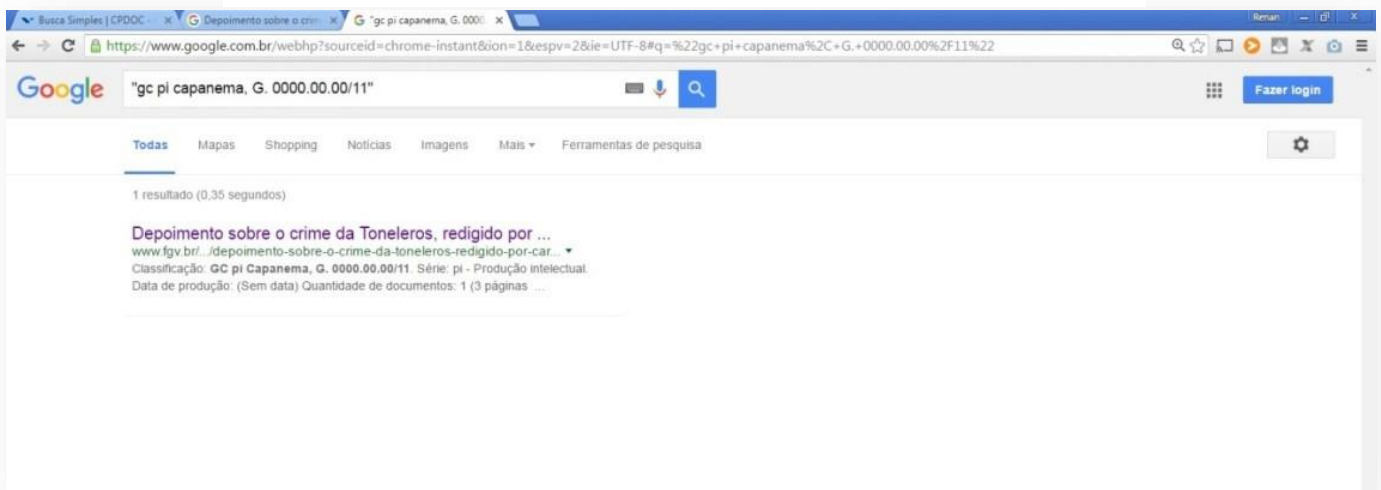 Busca Simples | CPDOC - 
Depoimento sobre o crim
"gc pi capanema, G. 0000.
Renan
https://www.google.com.br/webhp?sourceid=chrome-instant&ion=1&espv=2&ie=UTF-8#q=%22gc+pi+capanema%2C+G.+0000.00.00%2F11%22
Google
"gc pi capanema, G. 0000.00.00/11"
Fazer login
Todas Mapas Shopping Notícias Imagens Mais Ferramentas de pesquisa
1 resultado (0,35 segundos)
Depoimento sobre o crime da Toneleros, redigido por ...
www.fgv.br/.../depoimento-sobre-o-crime-da-toneleros-redigido-por-car...
Classificação: GC pi Capanema, G. 0000.00.00/11. Série: pi - Produção intelectual.
Data de produção: (Sem data) Quantidade de documentos: 1 (3 páginas ...